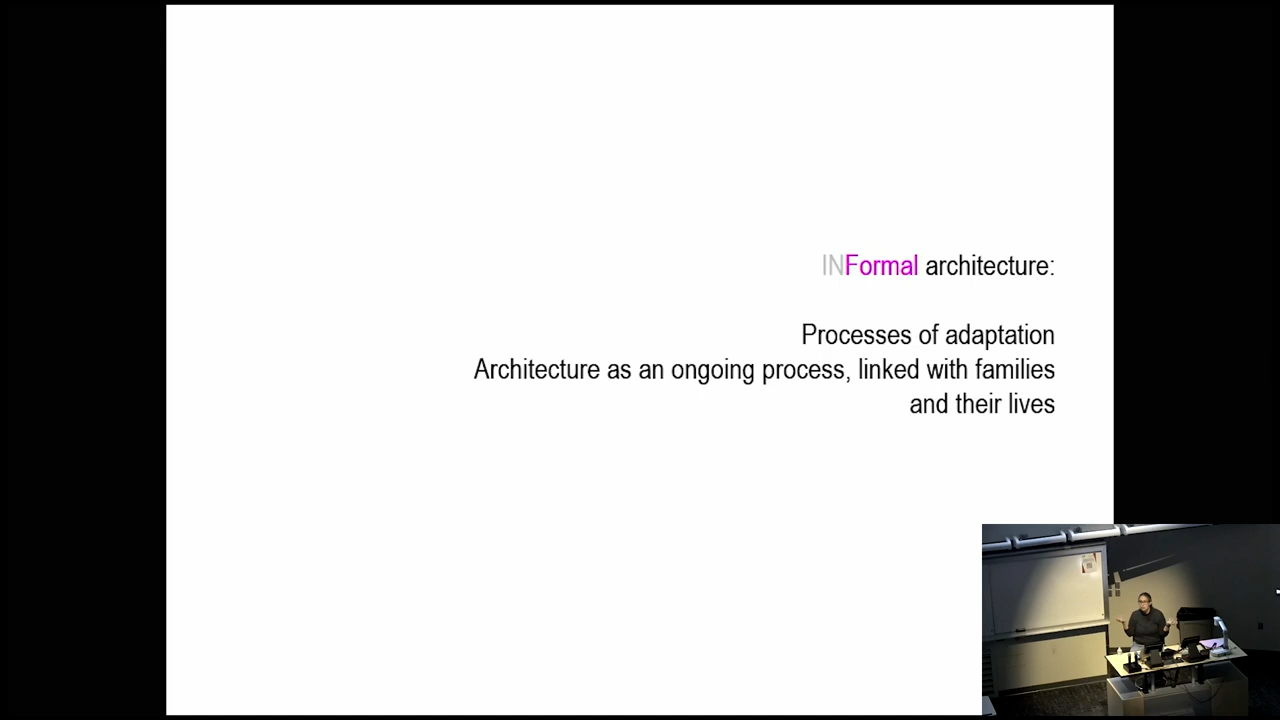 INFormal architecture:
Processes of adaptation
Architecture as an ongoing process, linked with families
and their lives